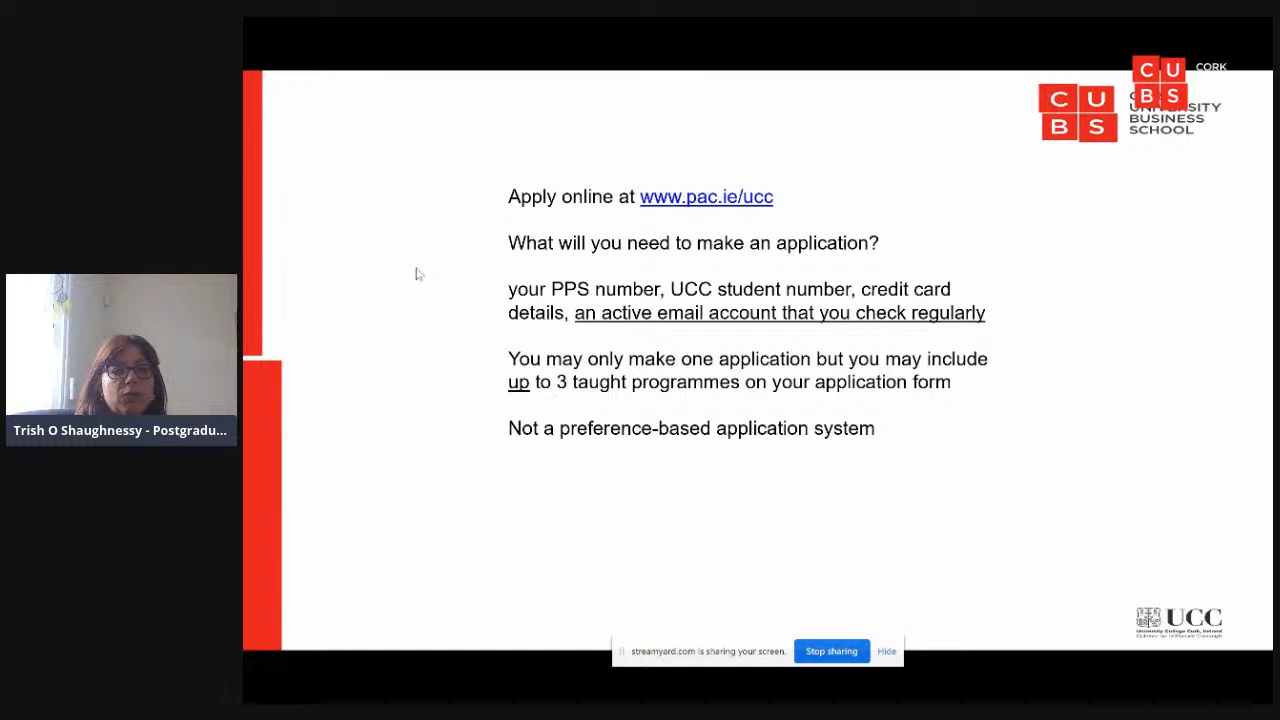 C U
B S
CORK
C U
B S
UNIVERSITY
BUSINESS
SCHOOL
Apply online at www.pac.ie/ucc
What will you need to make an application?
your PPS number, UCC student number, credit card
details, an active email account that you check regularly
You may only make one application but you may include
up to 3 taught programmes on your application form
Not a preference-based application system
Trish O Shaughnessy - Postgradu...
UCC
University College Cork, Ireland
streamyard.com is sharing your screen.
Stop sharing
Hide